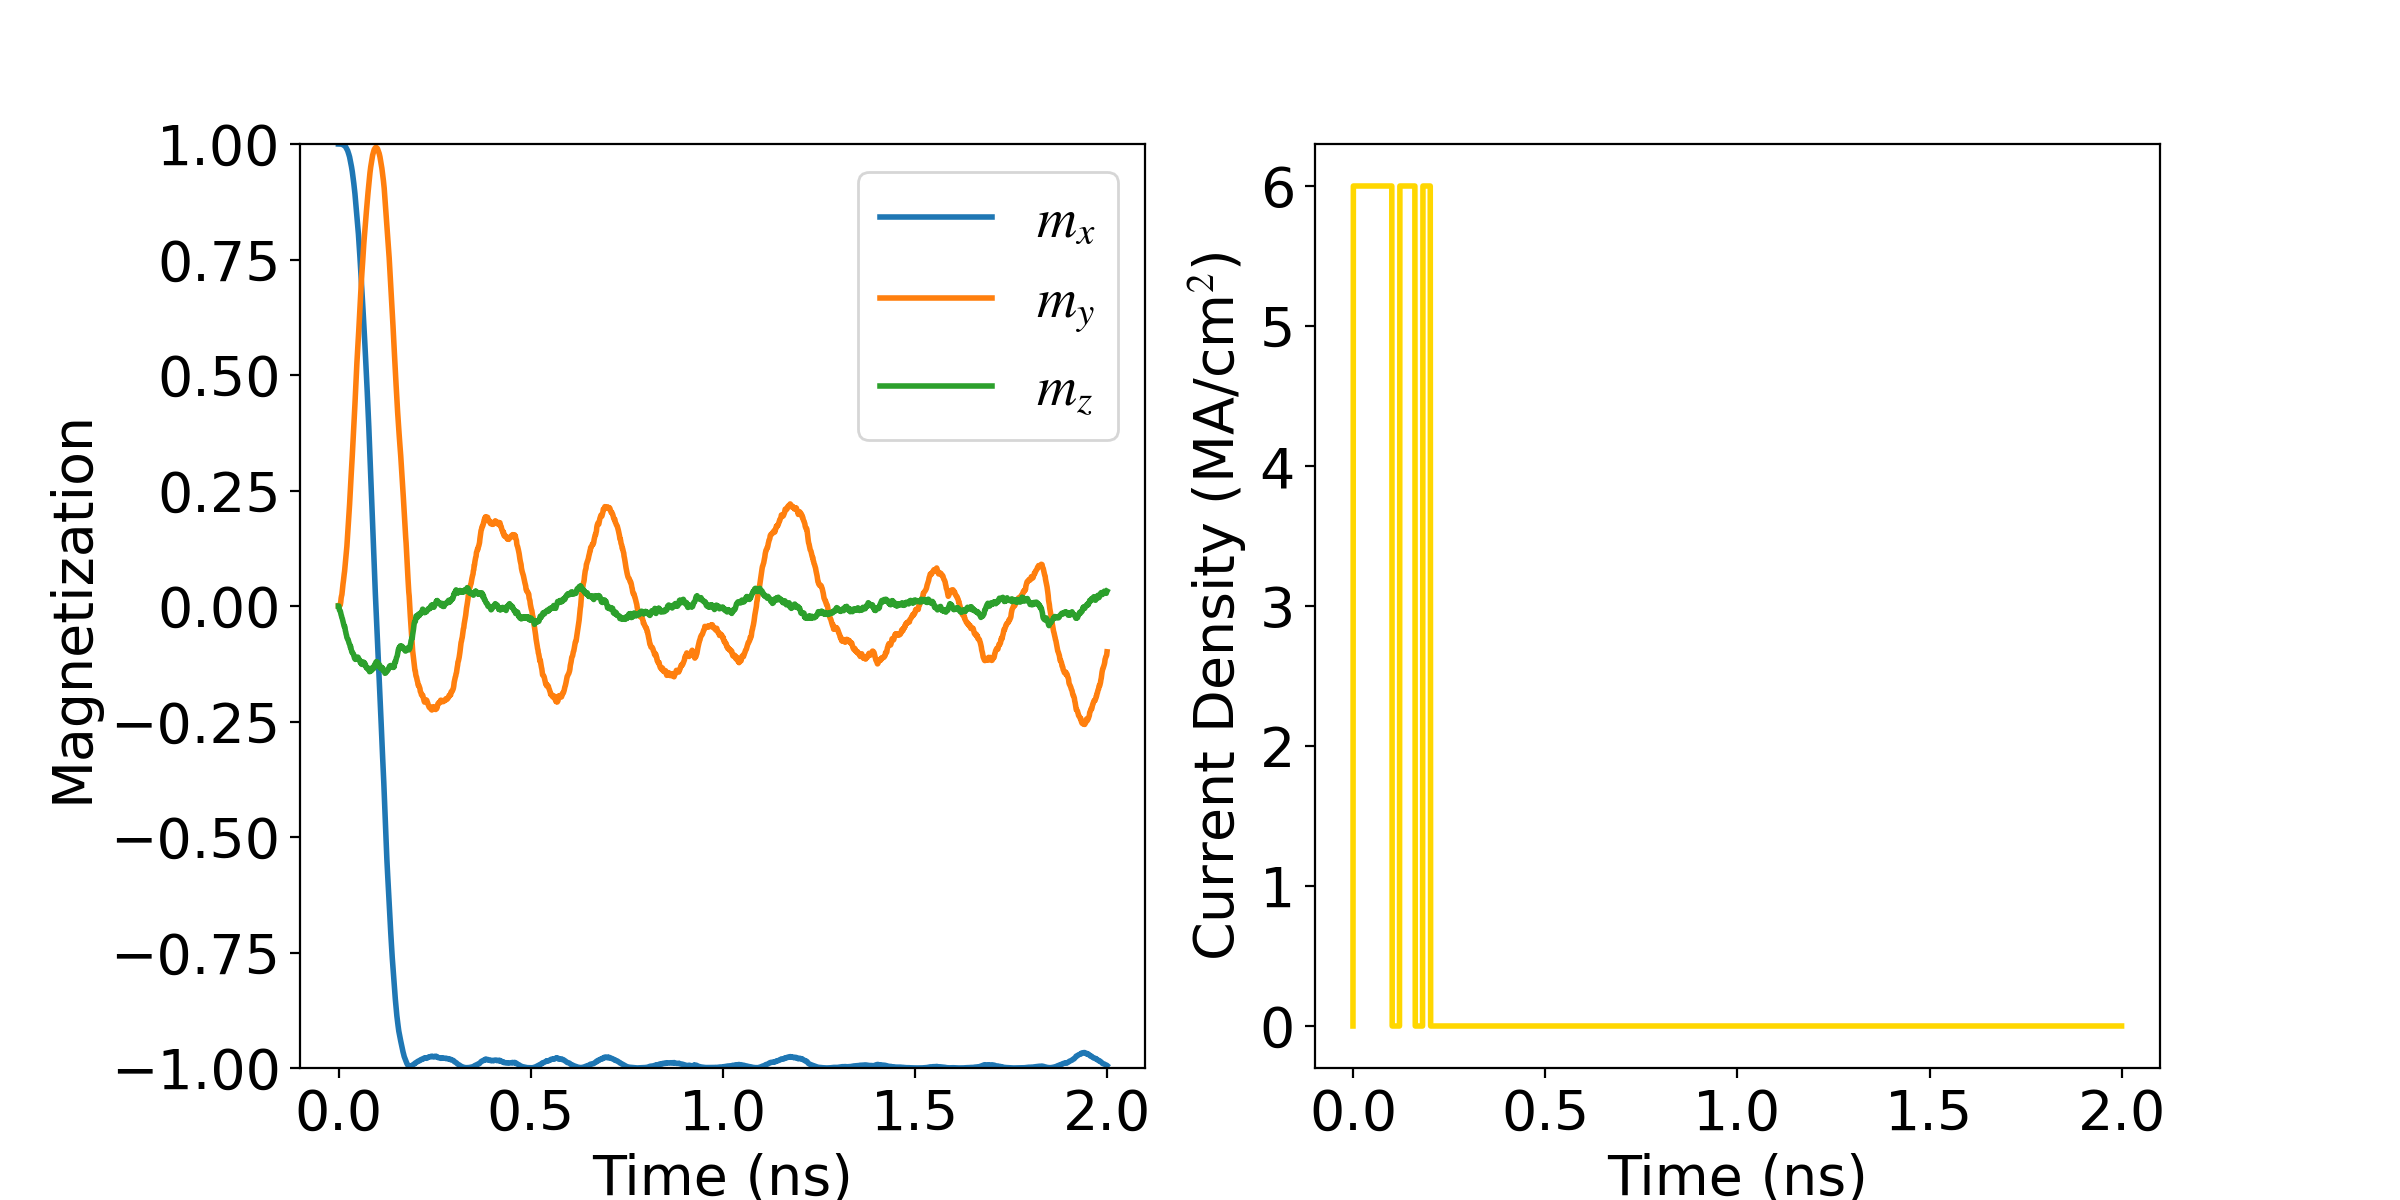 1.00
0.75
0.50
0.25
0.00
−0.25
−0.50
−0.75
−1.00
Magnetization
0.0 0.5 1.0 1.5 2.0
Time (ns)
m_x
m_y
m_z
6
5
4
3
2
1
0
Current Density (MA/cm²)
0.0 0.5 1.0 1.5 2.0
Time (ns)